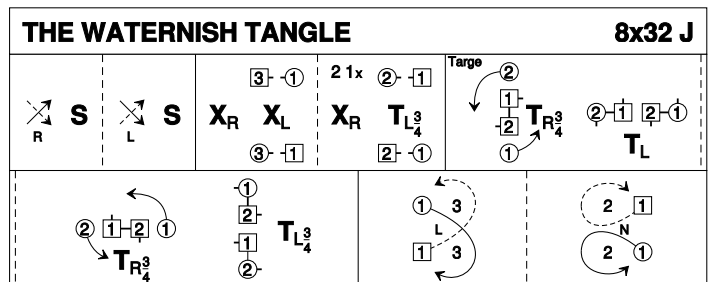 THE WATERNISH TANGLE 8x32 J
3 1 2 1x 2 1 Targe 2
R S L S XR XL XR TL3/4 1 2 TR3/4 2 1 2 1
3 1 2 1 1 TL
2 1 2 1 1 2 1 2 TL3/4 1 3 2 1
TR3/4 L N
1 3 2 1